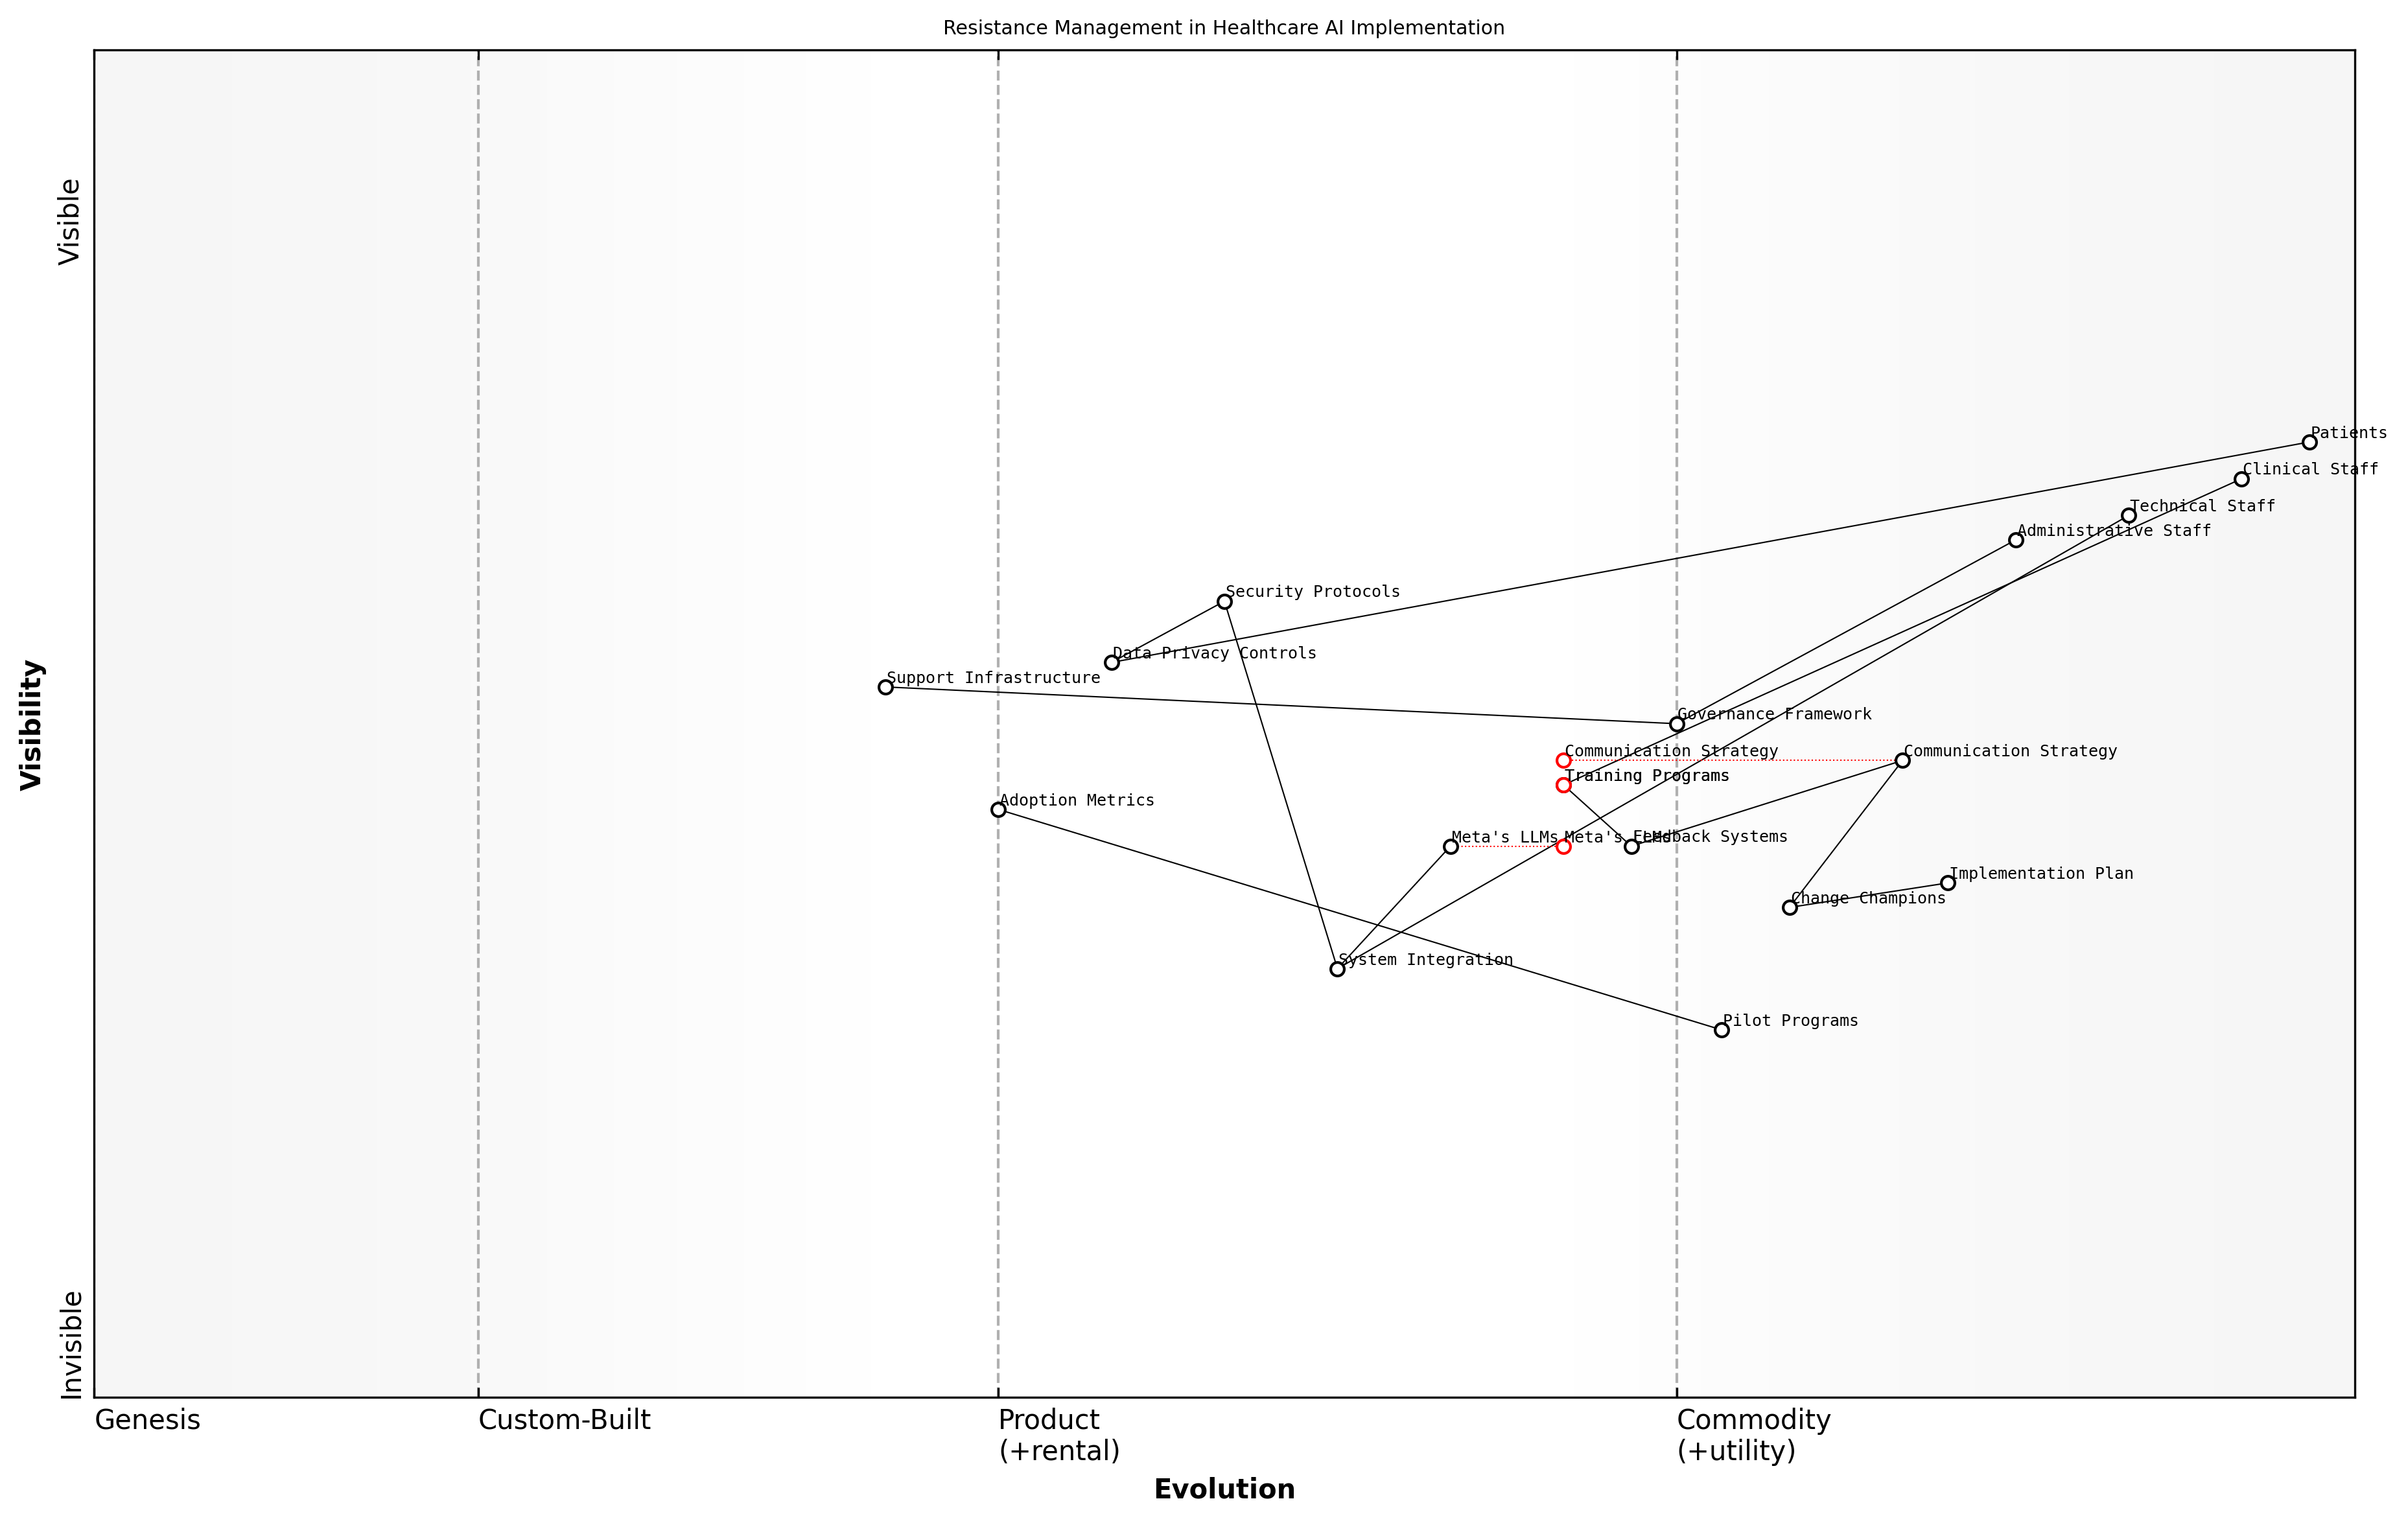 Resistance Management in Healthcare AI Implementation
Visible
Patients
Clinical Staff
Technical Staff
Administrative Staff
Security Protocols
Data Privacy Controls
Support Infrastructure
Governance Framework
Communication Strategy
Communication Strategy
Training Programs
Adoption Metrics
Meta's LLMs
Meta's LLMs
Feedback Systems
Implementation Plan
Change Champions
System Integration
Pilot Programs
Visibility
Invisible
Genesis
Custom-Built
Product
(+rental)
Commodity
(+utility)
Evolution